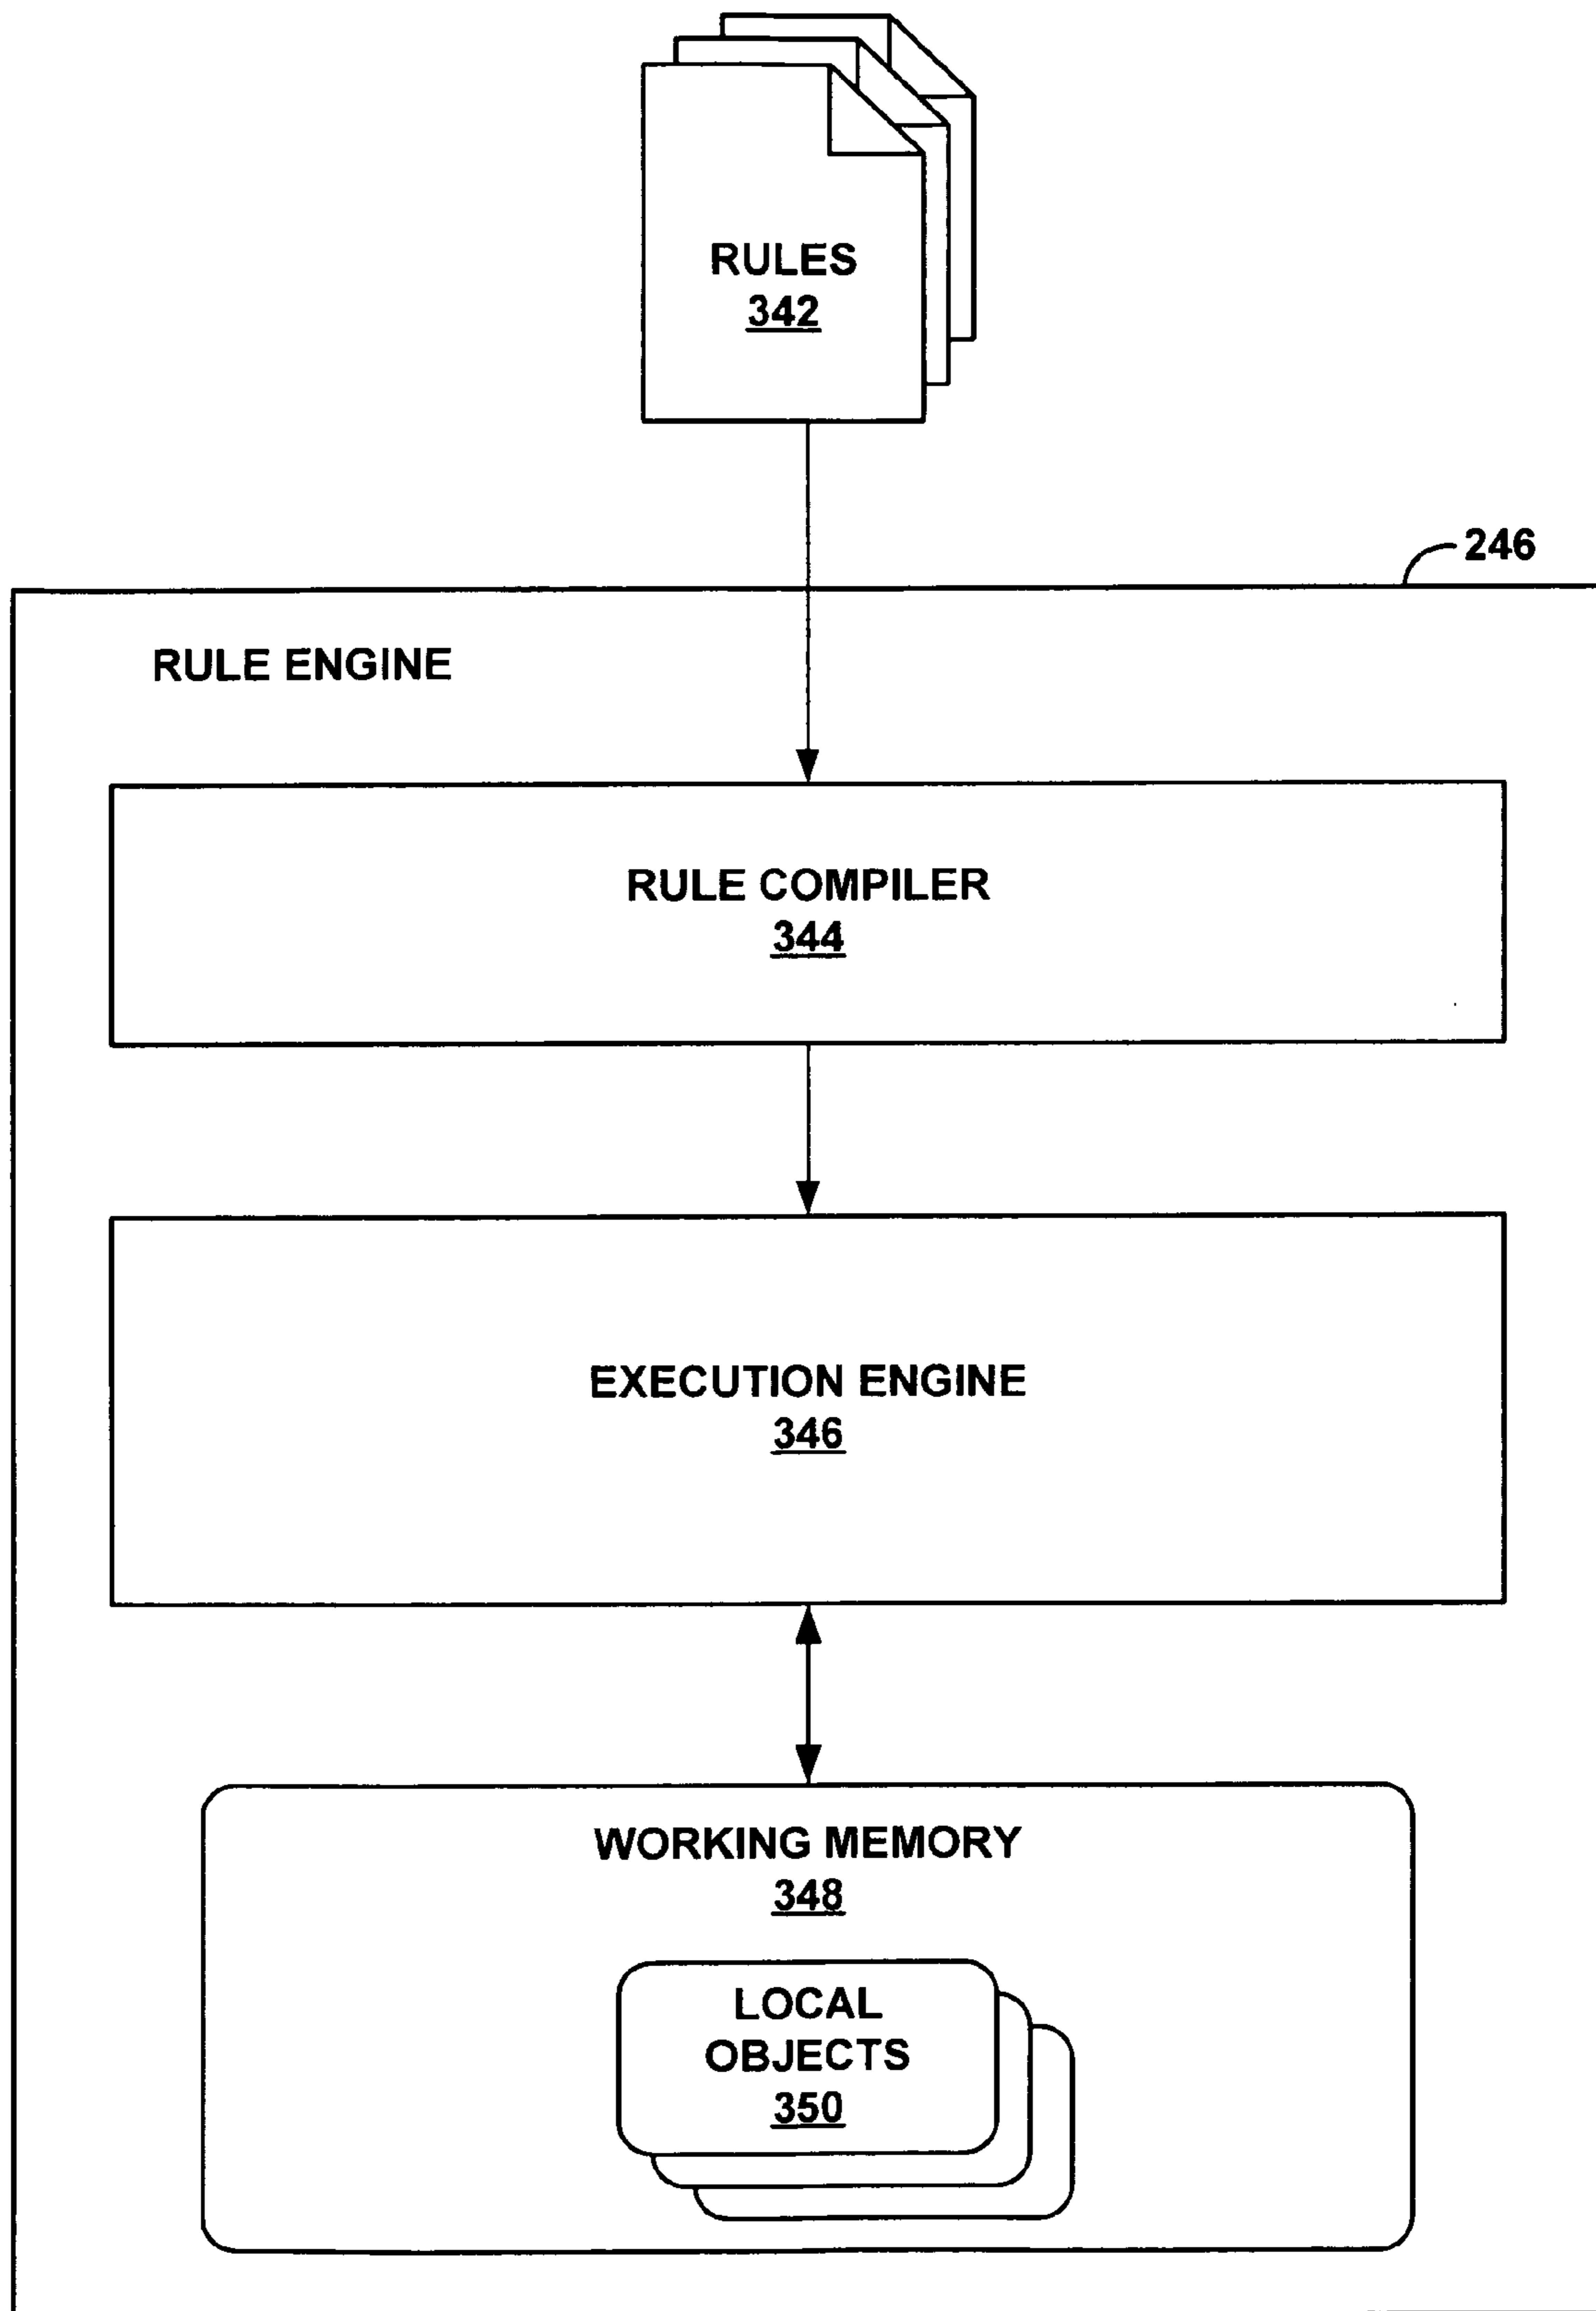 RULES
342
246
RULE ENGINE
RULE COMPILER
344
EXECUTION ENGINE
346
WORKING MEMORY
348
LOCAL
OBJECTS
350